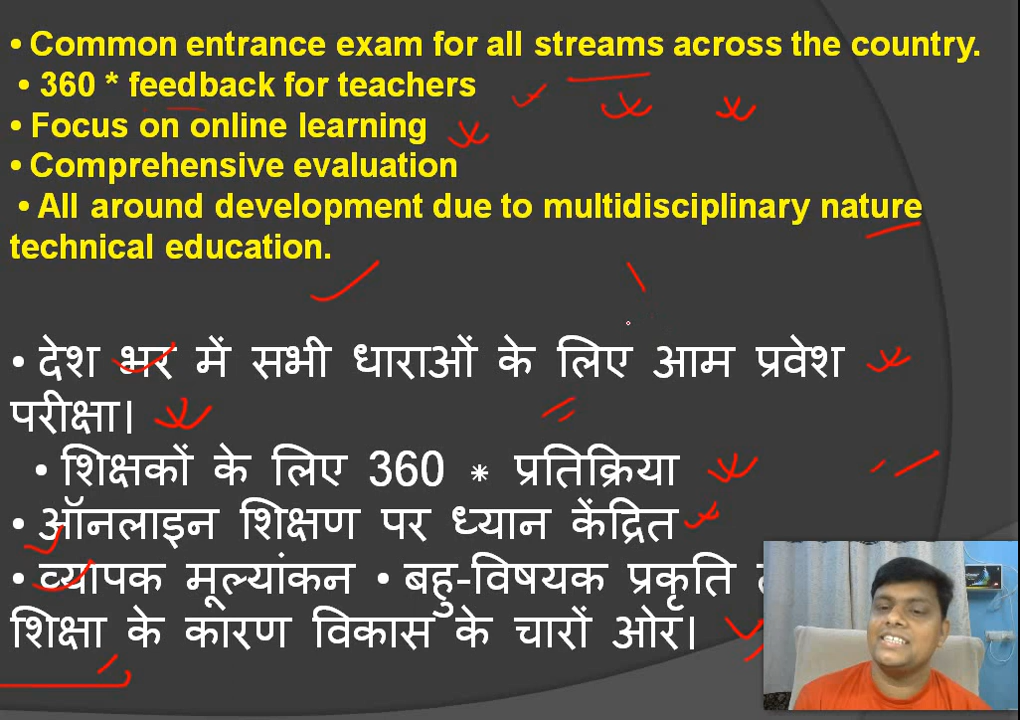 • Common entrance exam for all streams across the country.
• 360 * feedback for teachers
• Focus on online learning
• Comprehensive evaluation
• All around development due to multidisciplinary nature
technical education.
• देश भर में सभी धाराओं के लिए आम प्रवेश
परीक्षा।
• शिक्षकों के लिए 360 * प्रतिक्रिया
• ऑनलाइन शिक्षण पर ध्यान केंद्रित
• व्यापक मूल्यांकन • बहु-विषयक प्रकृति
शिक्षा के कारण विकास के चारों ओर।